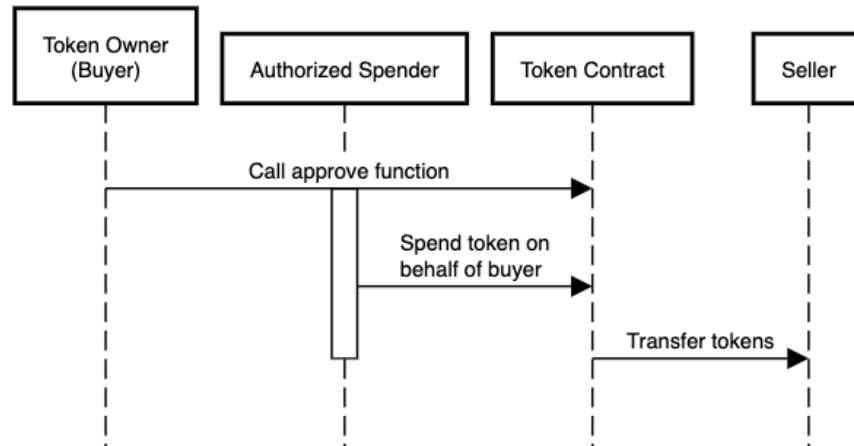 Token Owner
(Buyer)
Authorized Spender
Token Contract
Seller
Call approve function
Spend token on
behalf of buyer
Transfer tokens